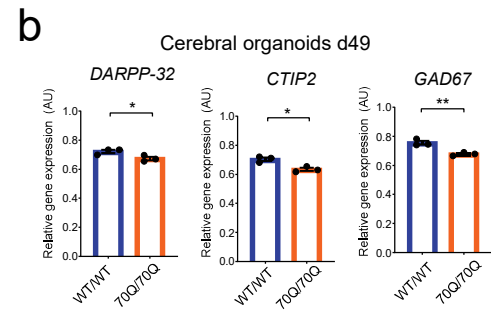 b
Cerebral organoids d49
DARPP-32
Relative gene expression (AU)
1.0
0.8
0.6
0.4
0.2
0.0
*
WT/WT
70Q/70Q
CTIP2
Relative gene expression (AU)
1.0
0.8
0.6
0.4
0.2
0.0
*
WT/WT
70Q/70Q
GAD67
Relative gene expression (AU)
1.0
0.8
0.6
0.4
0.2
0.0
**
WT/WT
70Q/70Q